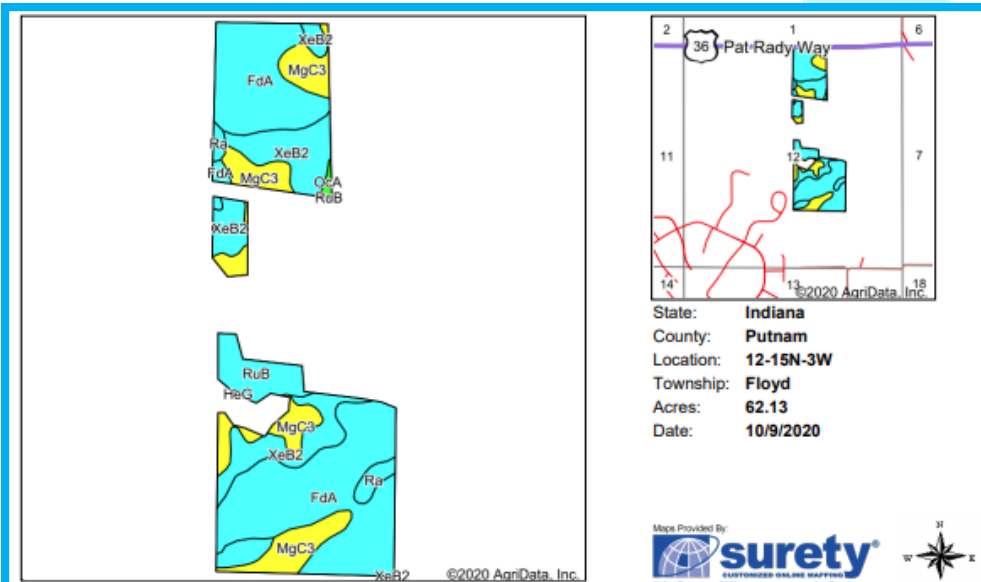 XeB2
MgC3
FdA
Ra
XeB2
FdA
MgC3
OcA
RuB
XeB2
RuB
HeG
MgC3
XeB2
Ra
FdA
MgC3
XeB2
©2020 AgriData, Inc.
2
1
6
36
Pat Rady Way
11
12
7
14
13
18
©2020 AgriData, Inc.
State: Indiana
County: Putnam
Location: 12-15N-3W
Township: Floyd
Acres: 62.13
Date: 10/9/2020
Maps Provided By:
surety®
CUSTOMIZED ONLINE MAPPING
N
W
E